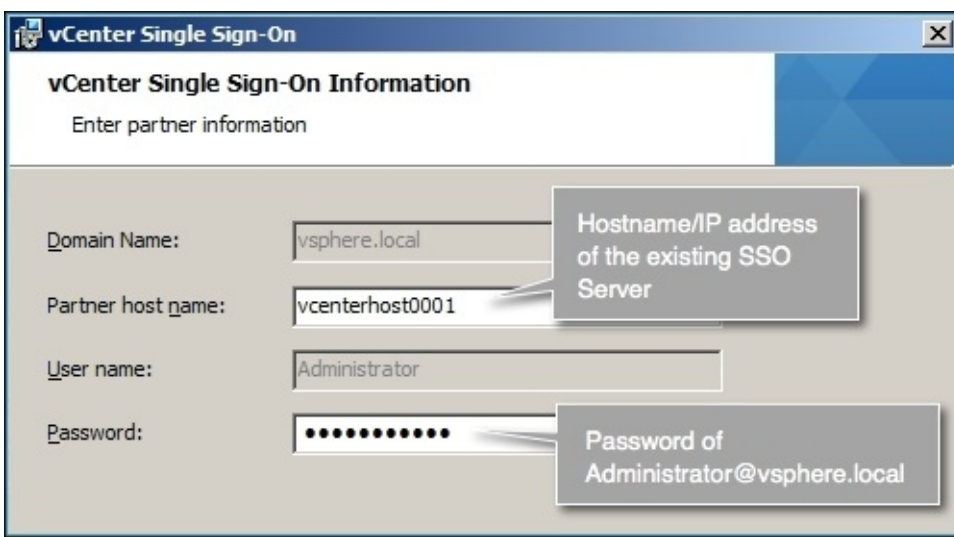 vCenter Single Sign-On
vCenter Single Sign-On Information
Enter partner information
Domain Name:
vsphere.local
Hostname/IP address
of the existing SSO
Server
Partner host name:
vcenterhost0001
User name:
Administrator
Password:
●●●●●●●●●●●
Password of
Administrator@vsphere.local